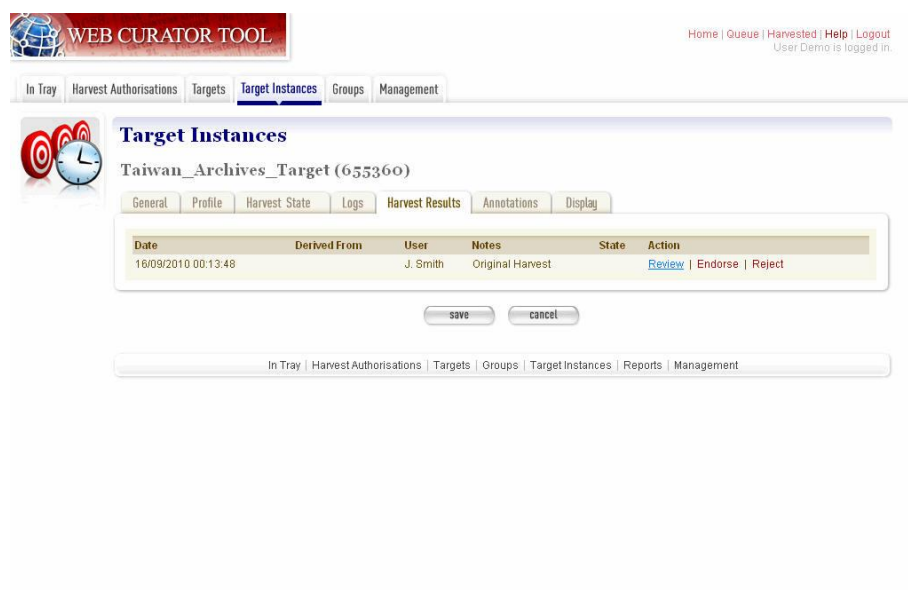 WEB CURATOR TOOL
Home | Queue | Harvested | Help | Logout
User Demo is logged in.
In Tray Harvest Authorisations Targets Target Instances Groups Management
Target Instances
Taiwan_Archives_Target (655360)
General Profile Harvest State Logs Harvest Results Annotations Display
Date Derived From User Notes State Action
16/09/2010 00:13:48 J. Smith Original Harvest Review | Endorse | Reject
save cancel
In Tray | Harvest Authorisations | Targets | Groups | Target Instances | Reports | Management